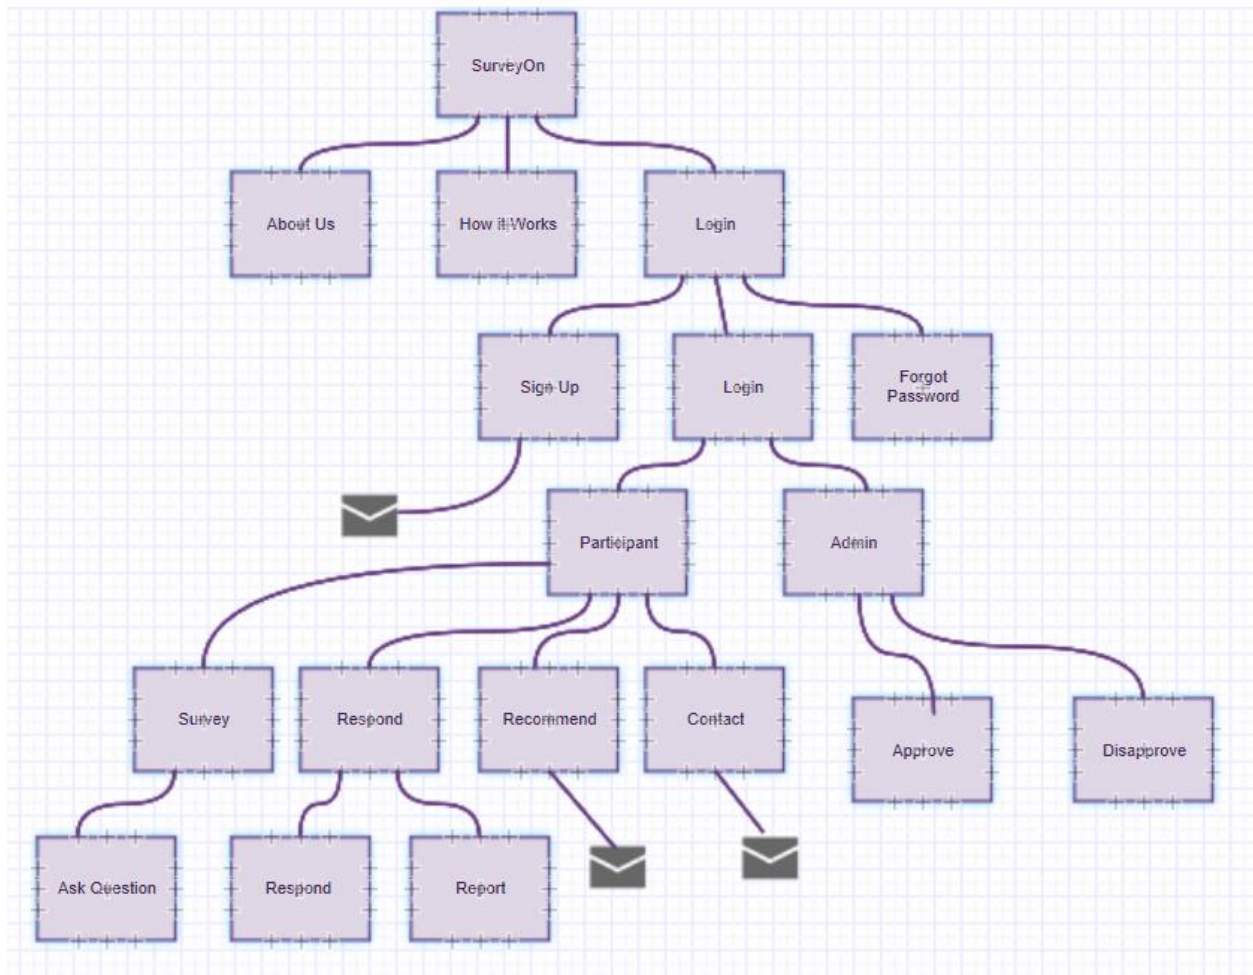 SurveyOn
About Us
How it Works
Login
Sign Up
Login
Forgot
Password
Participant
Admin
Survey
Respond
Recommend
Contact
Approve
Disapprove
Ask Question
Respond
Report